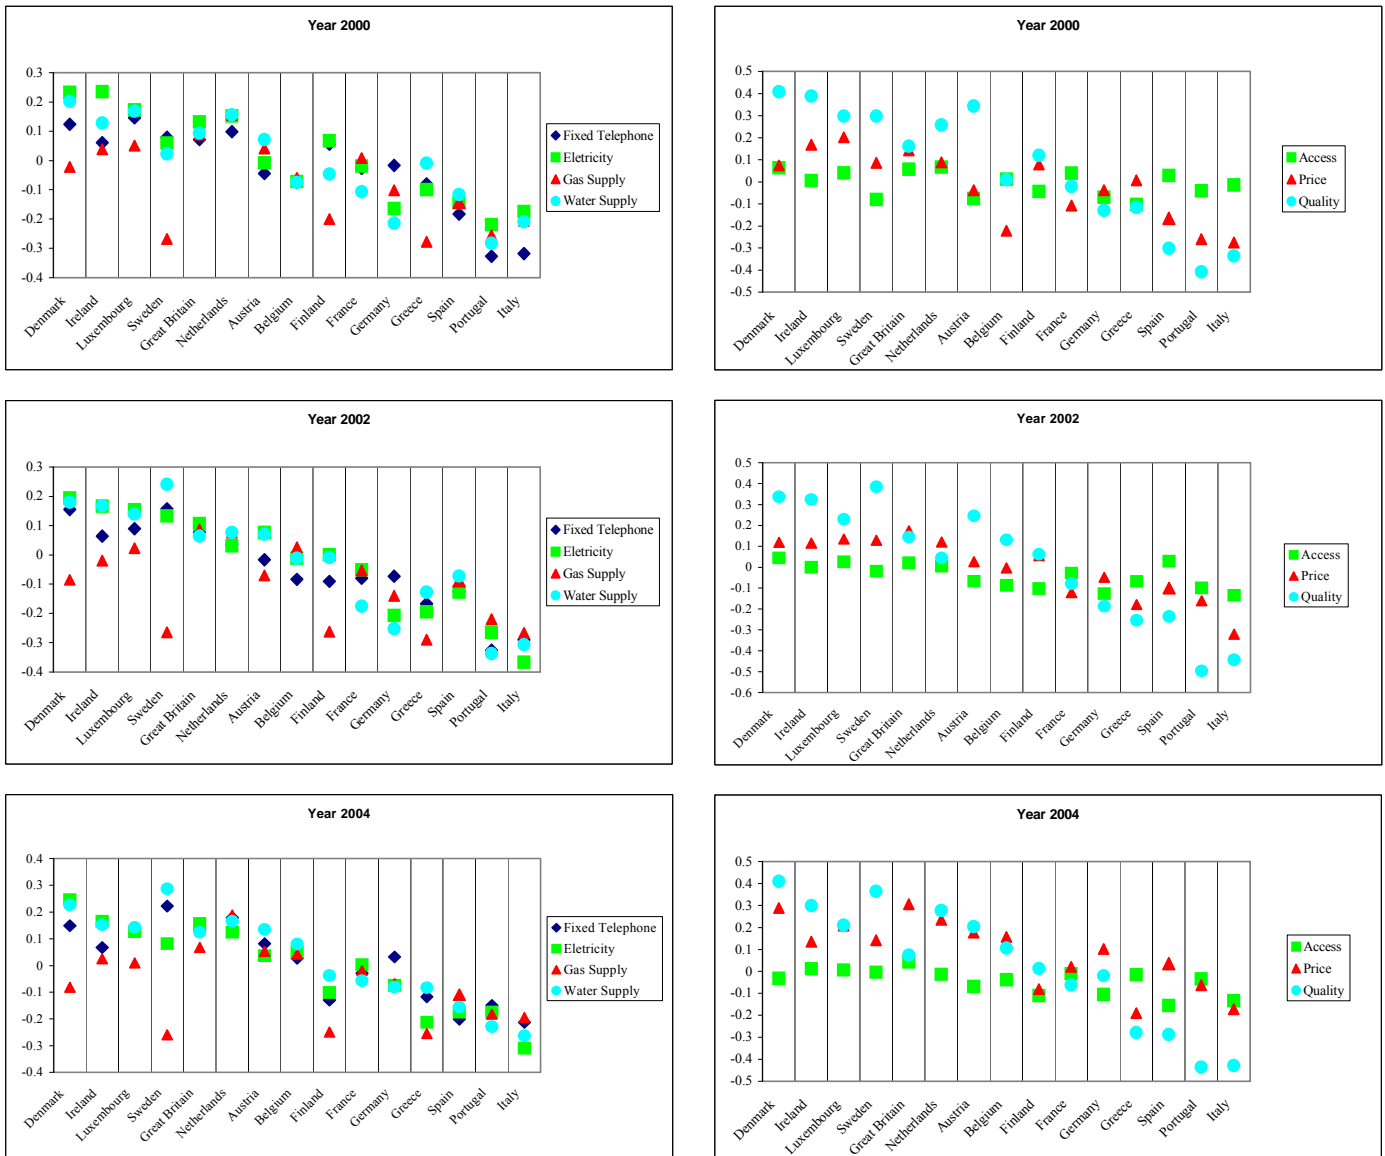 Year 2000
0.3
0.2
0.1
0
-0.1
-0.2
-0.3
-0.4
Denmark
Ireland
Luxembourg
Sweden
Great Britain
Netherlands
Austria
Belgium
Finland
France
Germany
Greece
Spain
Portugal
Italy
Fixed Telephone
Eletricity
Gas Supply
Water Supply
Year 2000
0.5
0.4
0.3
0.2
0.1
0
-0.1
-0.2
-0.3
-0.4
-0.5
Denmark
Ireland
Luxembourg
Sweden
Great Britain
Netherlands
Austria
Belgium
Finland
France
Germany
Greece
Spain
Portugal
Italy
Access
Price
Quality
Year 2002
0.3
0.2
0.1
0
-0.1
-0.2
-0.3
-0.4
Denmark
Ireland
Luxembourg
Sweden
Great Britain
Netherlands
Austria
Belgium
Finland
France
Germany
Greece
Spain
Portugal
Italy
Fixed Telephone
Eletricity
Gas Supply
Water Supply
Year 2002
0.5
0.4
0.3
0.2
0.1
0
-0.1
-0.2
-0.3
-0.4
-0.5
-0.6
Denmark
Ireland
Luxembourg
Sweden
Great Britain
Netherlands
Austria
Belgium
Finland
France
Germany
Greece
Spain
Portugal
Italy
Access
Price
Quality
Year 2004
0.4
0.3
0.2
0.1
0
-0.1
-0.2
-0.3
-0.4
Denmark
Ireland
Luxembourg
Sweden
Great Britain
Netherlands
Austria
Belgium
Finland
France
Germany
Greece
Spain
Portugal
Italy
Fixed Telephone
Eletricity
Gas Supply
Water Supply
Year 2004
0.5
0.4
0.3
0.2
0.1
0
-0.1
-0.2
-0.3
-0.4
-0.5
Denmark
Ireland
Luxembourg
Sweden
Great Britain
Netherlands
Austria
Belgium
Finland
France
Germany
Greece
Spain
Portugal
Italy
Access
Price
Quality